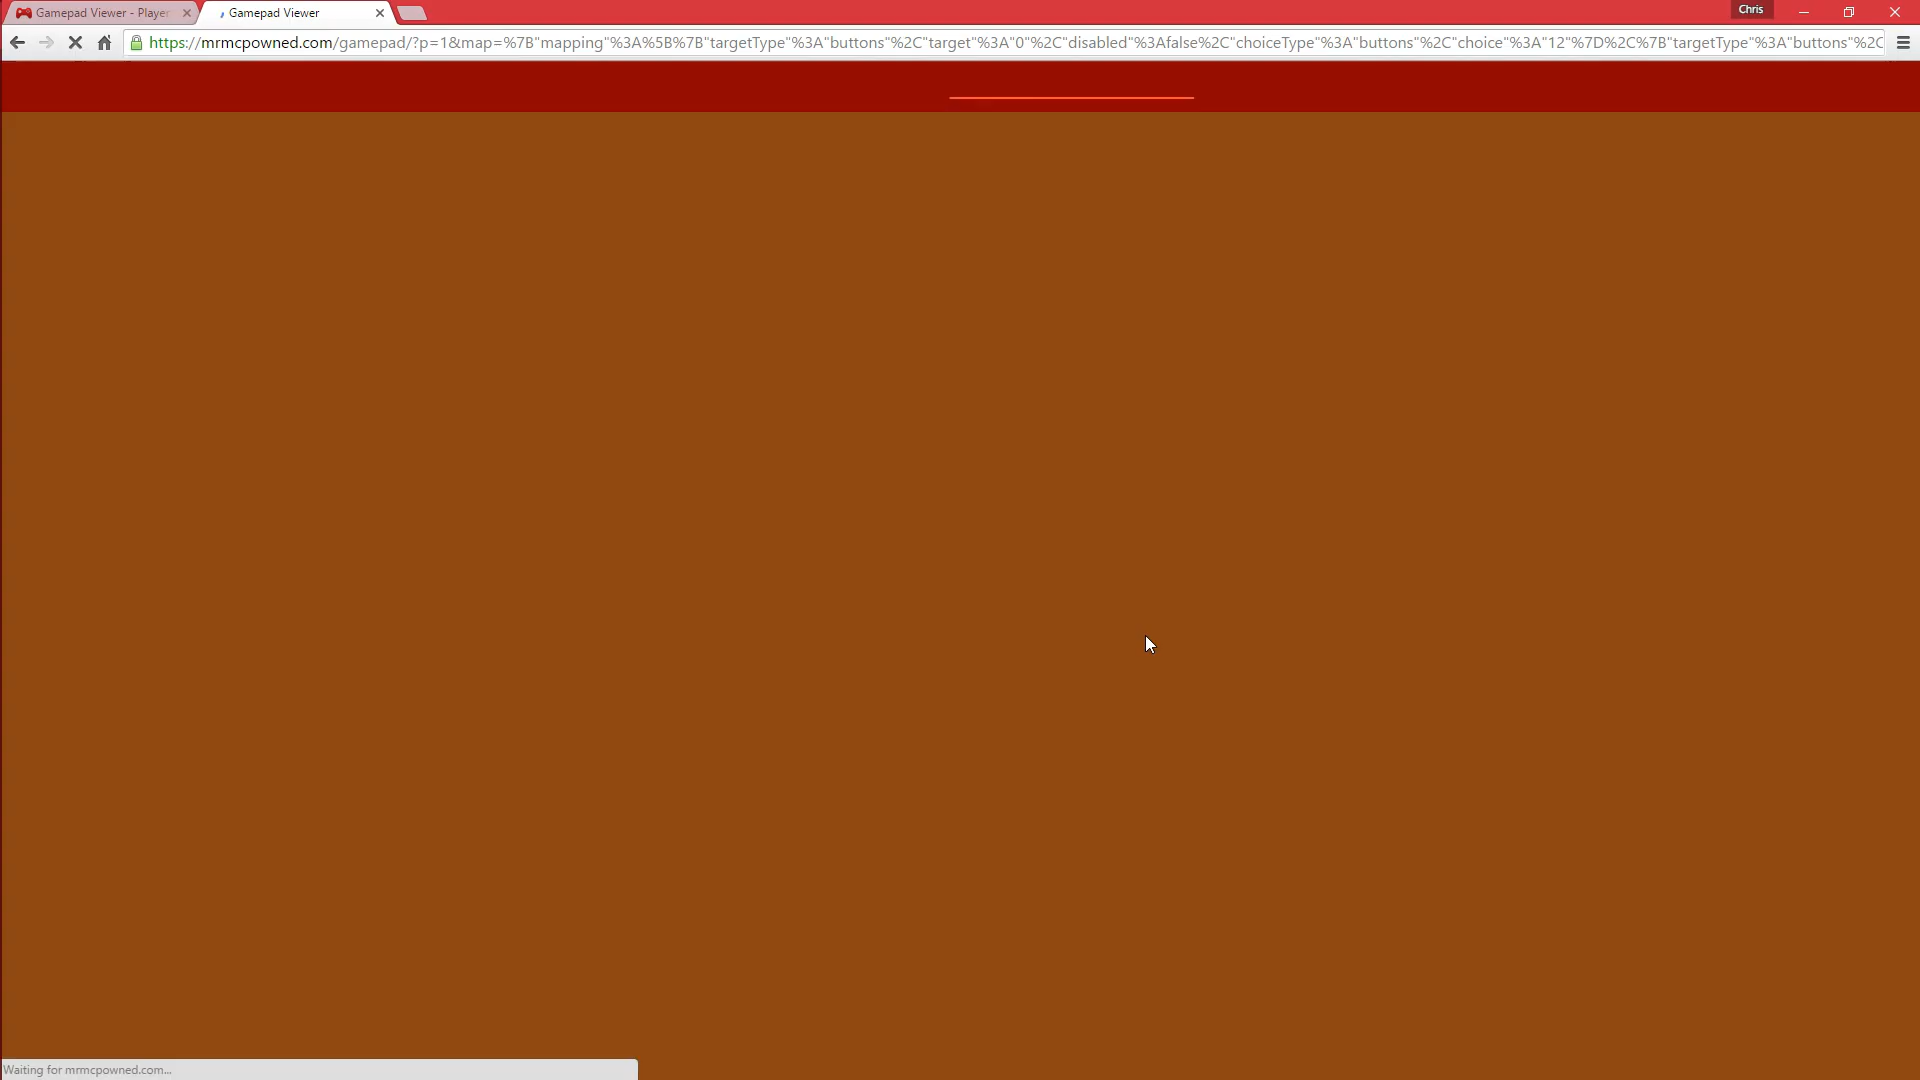 Gamepad Viewer - Player
Gamepad Viewer
Chris
https://mrmcpowned.com/gamepad/?p=1&map=%7B"mapping"%3A%5B%7B"targetType"%3A"buttons"%2C"target"%3A"0"%2C"disabled"%3Afalse%2C"choiceType"%3A"buttons"%2C"choice"%3A"12"%7D%2C%7B"targetType"%3A"buttons"%2C
Waiting for mrmcpowned.com...